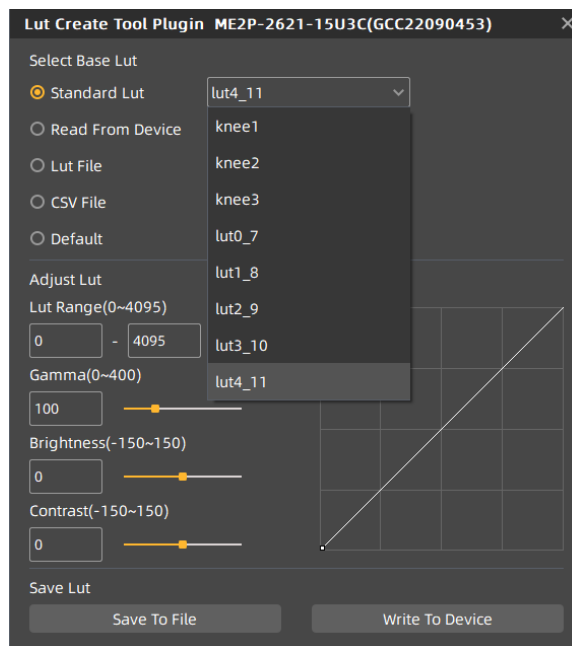 Lut Create Tool Plugin ME2P-2621-15U3C(GCC22090453)
Select Base Lut
Standard Lut
lut4_11
Read From Device
knee1
Lut File
knee2
CSV File
knee3
Default
lut0_7
lut1_8
lut2_9
lut3_10
lut4_11
Adjust Lut
Lut Range(0~4095)
0 - 4095
Gamma(0~400)
100
Brightness(-150~150)
0
Contrast(-150~150)
0
Save Lut
Save To File
Write To Device